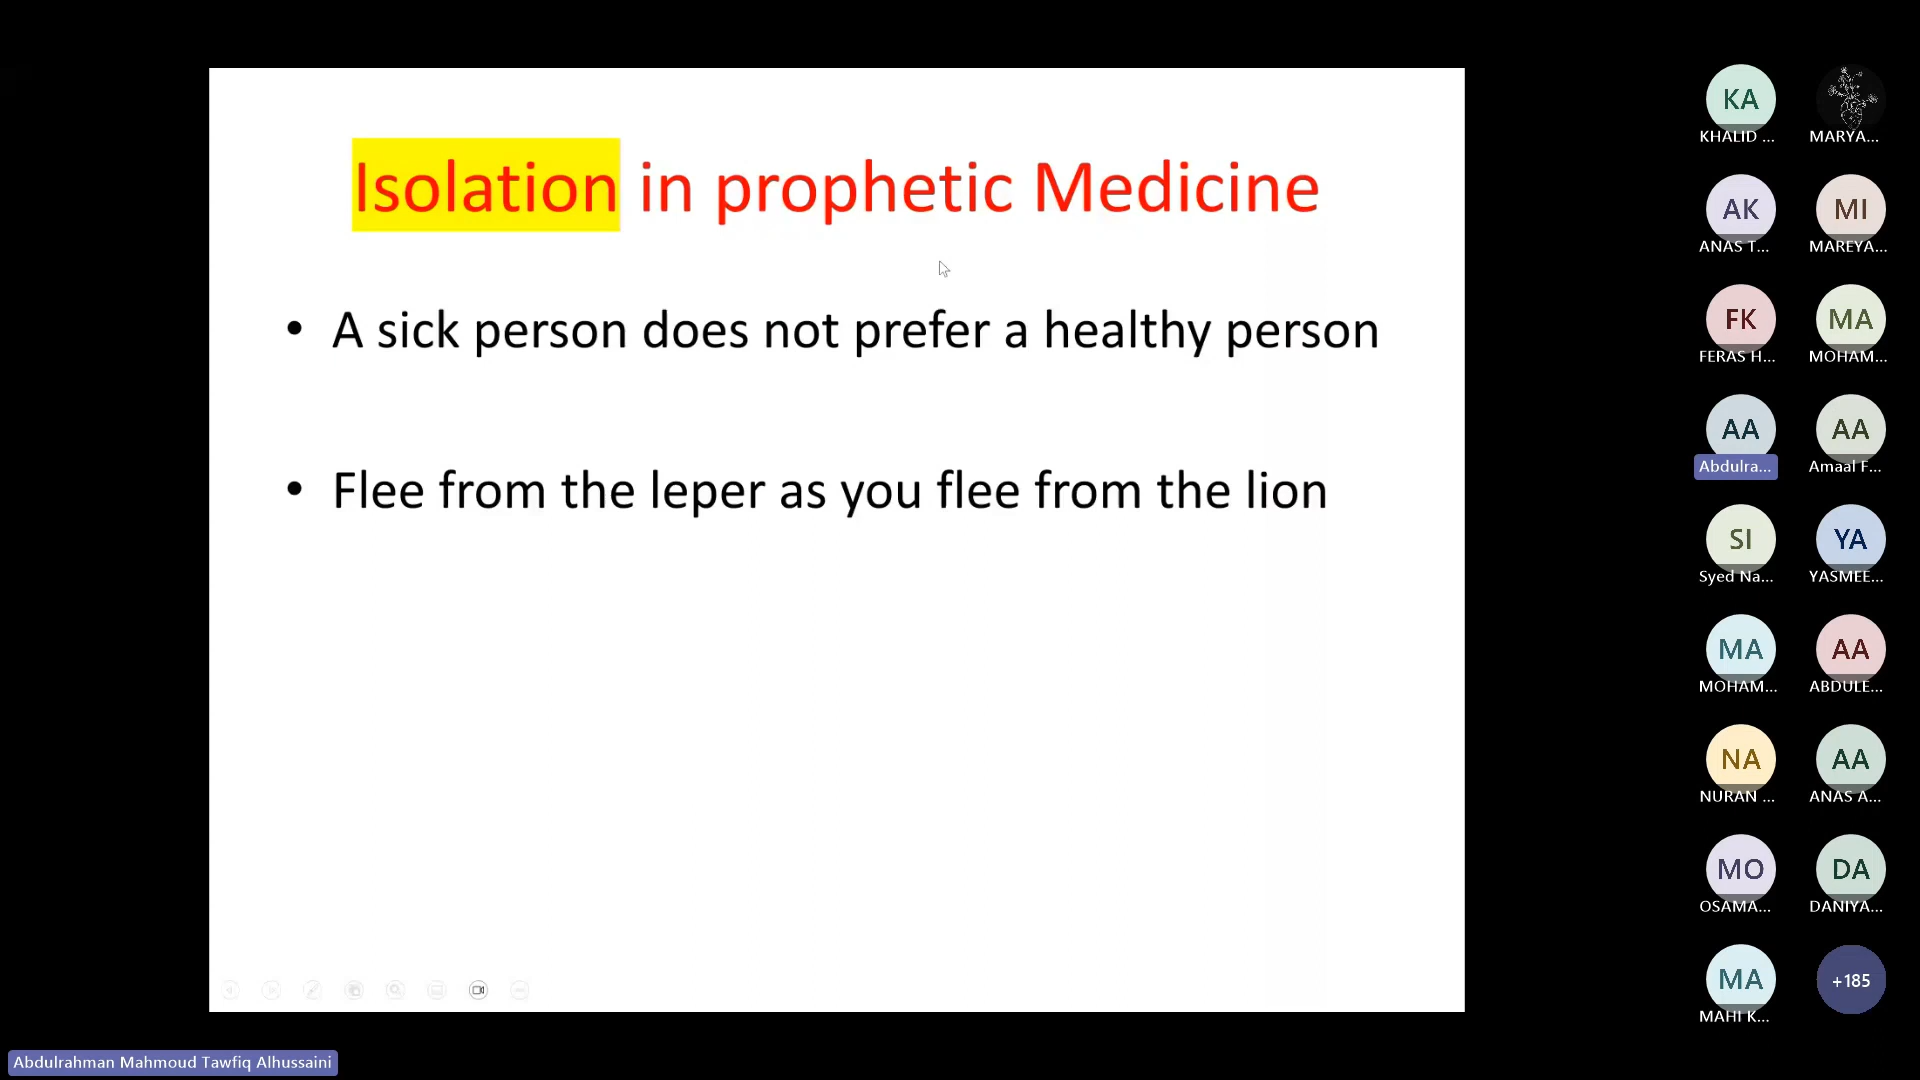 Isolation in prophetic Medicine
• A sick person does not prefer a healthy person
• Flee from the leper as you flee from the lion
KA
KHALID ...
MARYA...
AK
ANAS T...
MI
MAREYA...
FK
FERAS H...
MA
MOHAM...
AA
Abdulra...
AA
Amaal F...
SI
Syed Na...
YA
YASMEE...
MA
MOHAM...
AA
ABDULE...
NA
NURAN ...
AA
ANAS A...
MO
OSAMA...
DA
DANIYA...
MA
MAHI K...
+185
Abdulrahman Mahmoud Tawfiq Alhussaini